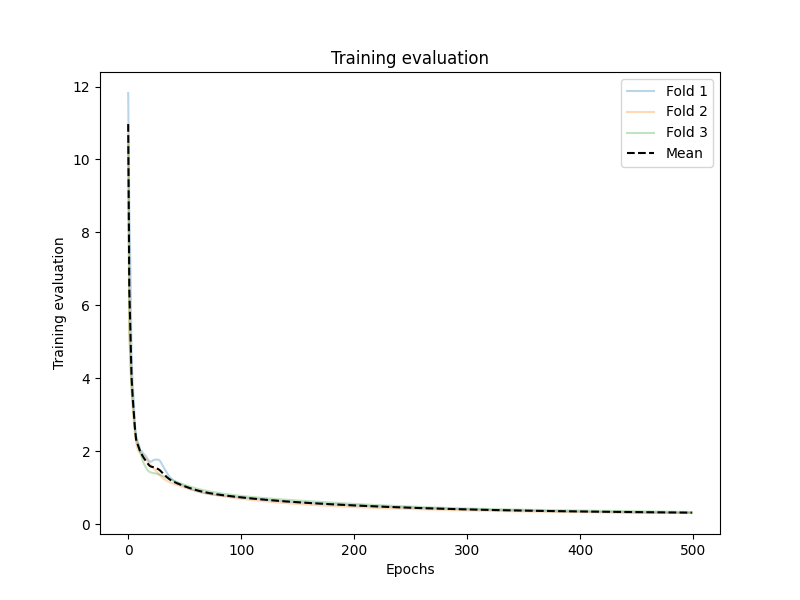 Training evaluation
Fold 1
Fold 2
Fold 3
Mean
Training evaluation
12
10
8
6
4
2
0
0 100 200 300 400 500
Epochs